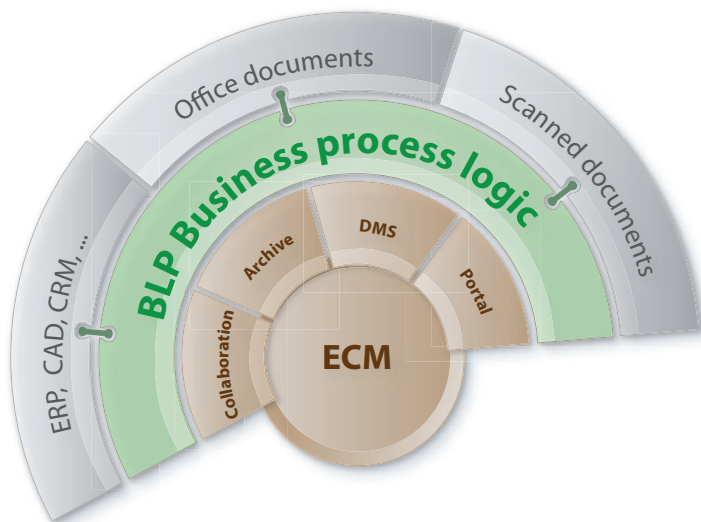 ERP, CAD, CRM, ...
Office documents
Scanned documents
BLP Business process logic
Collaboration
Archive
DMS
Portal
ECM